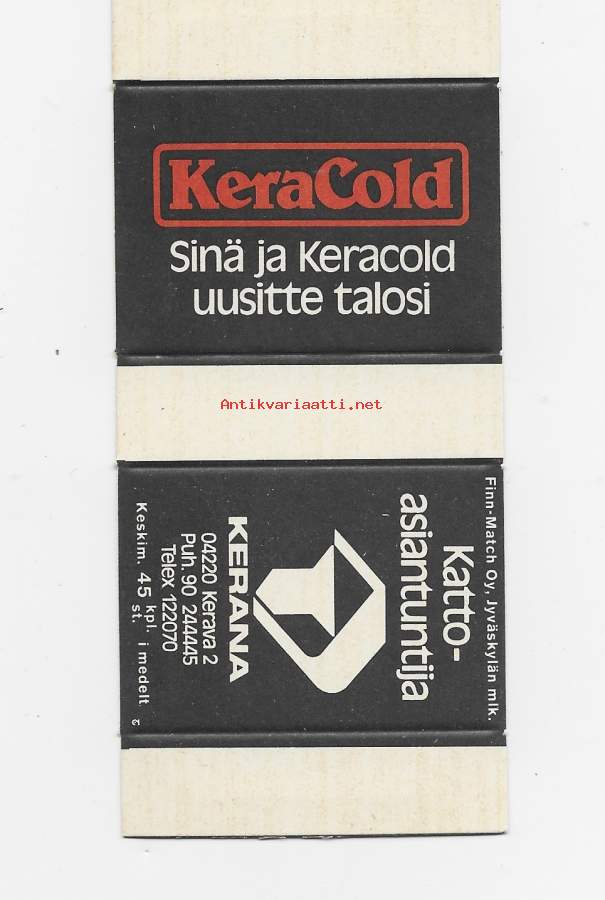 KeraCold
Sinä ja Keracold
uusitte talosi
Antikvariaatti.net
Finn-Match Oy, Jyväskylän mlk.
Katto-
asiantuntija
KERANA
04220 Kerava 2
Puh. 90 244445
Telex 122070
Keskim. 45 kpl. i medelt.
st.
2